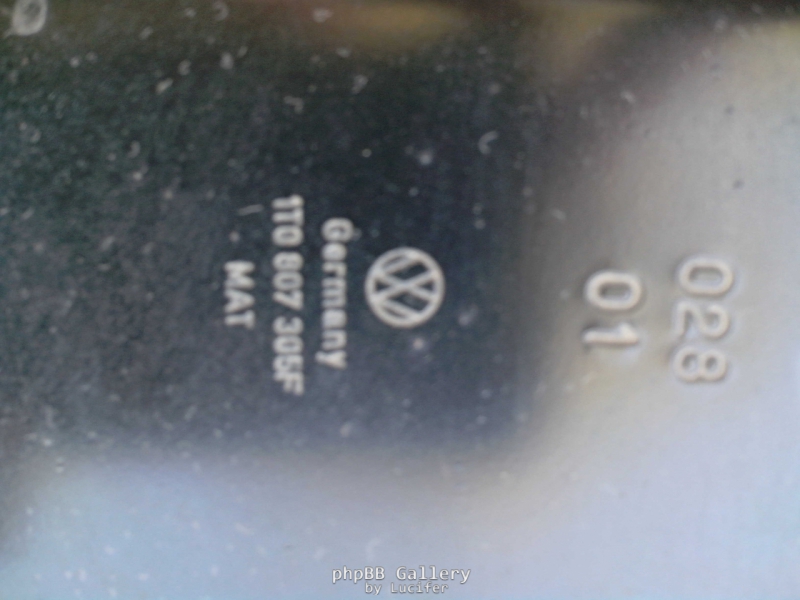 028
01
Germany
1T0 807 305F
MAT
phpBB Gallery
by Lucifer